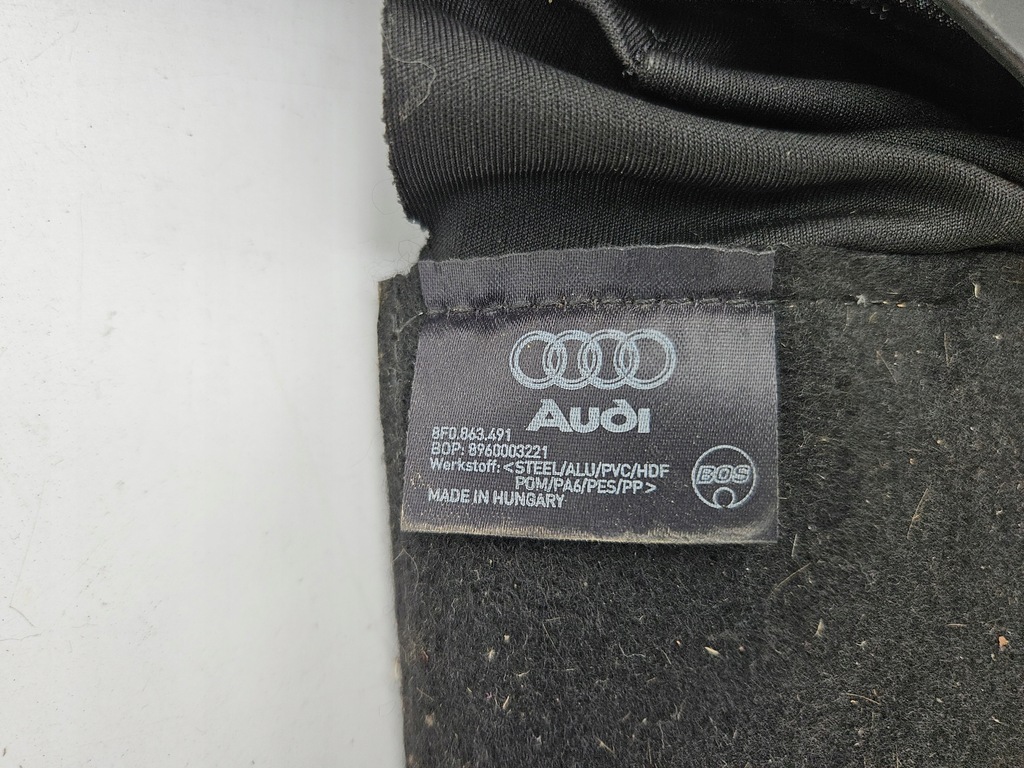 Audi
8F0.863.491
BOP: 8960003221
Werkstoff: <STEEL/ALU/PVC/HDF
POM/PA6/PES/PP>
MADE IN HUNGARY
BOS